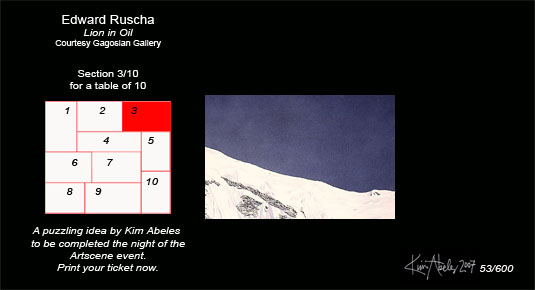 Edward Ruscha
Lion in Oil
Courtesy Gagosian Gallery
Section 3/10
for a table of 10
1 2 3
4 5
6 7
8 9 10
A puzzling idea by Kim Abeles
to be completed the night of the
Artscene event.
Print your ticket now.
Kim Abeles 2007 53/600